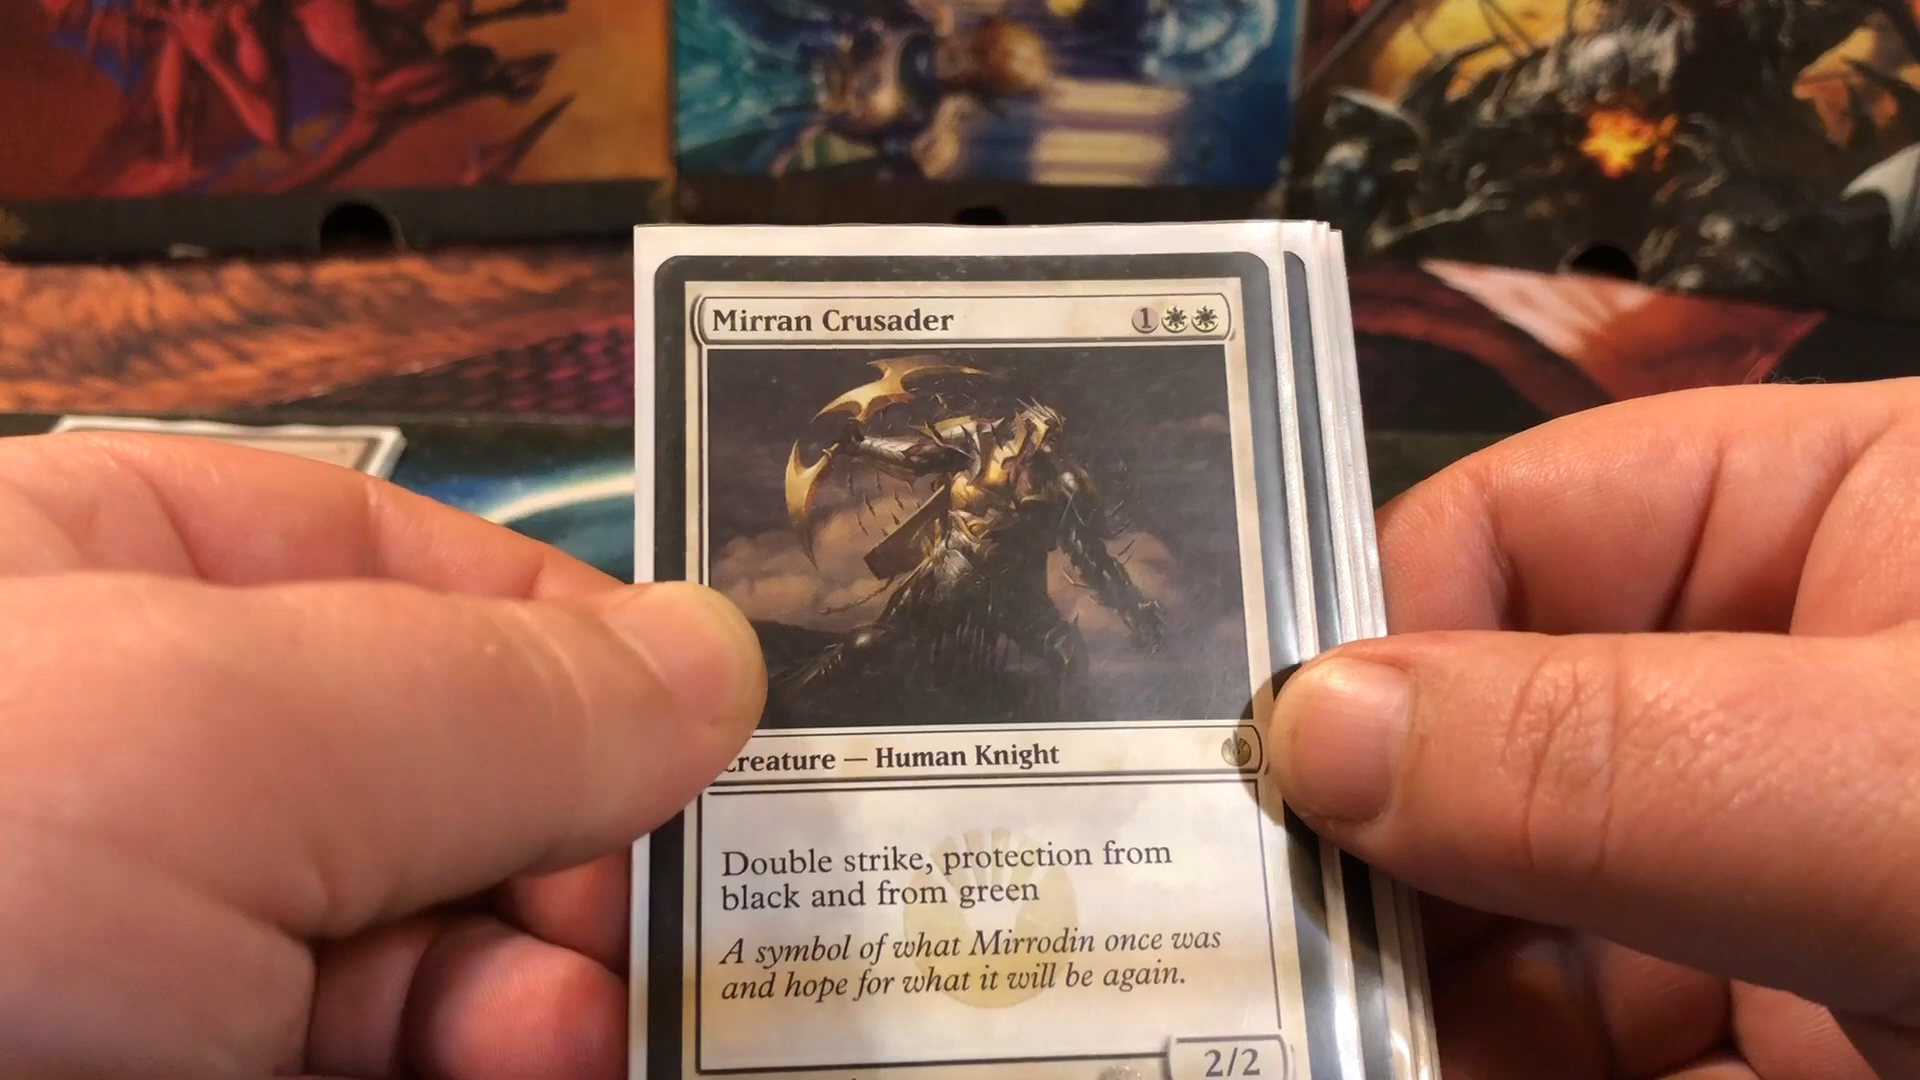 Mirran Crusader 1
Creature — Human Knight
Double strike, protection from
black and from green
A symbol of what Mirrodin once was
and hope for what it will be again.
2/2